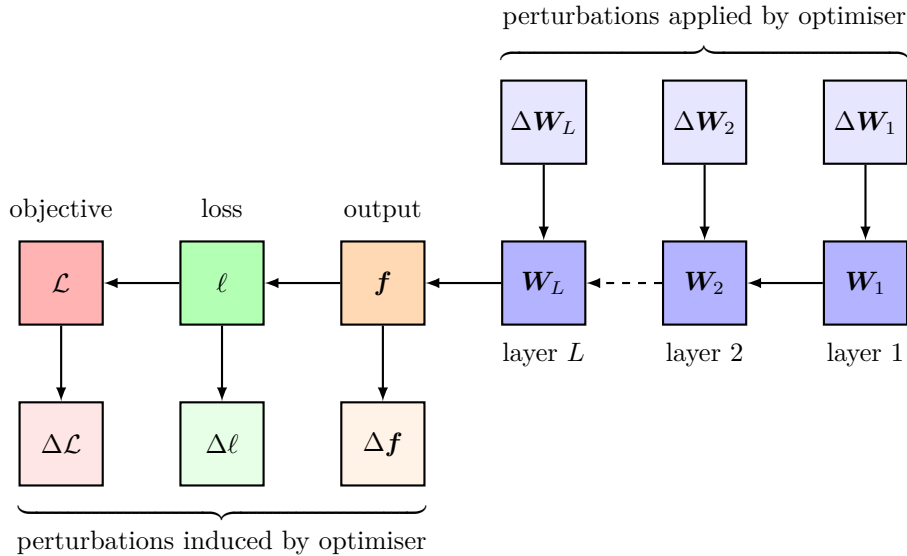 perturbations applied by optimiser
Δ𝑾_L Δ𝑾_2 Δ𝑾_1
objective loss output
ℒ ℓ 𝒇 𝑾_L 𝑾_2 𝑾_1
layer L layer 2 layer 1
Δℒ Δℓ Δ𝒇
perturbations induced by optimiser